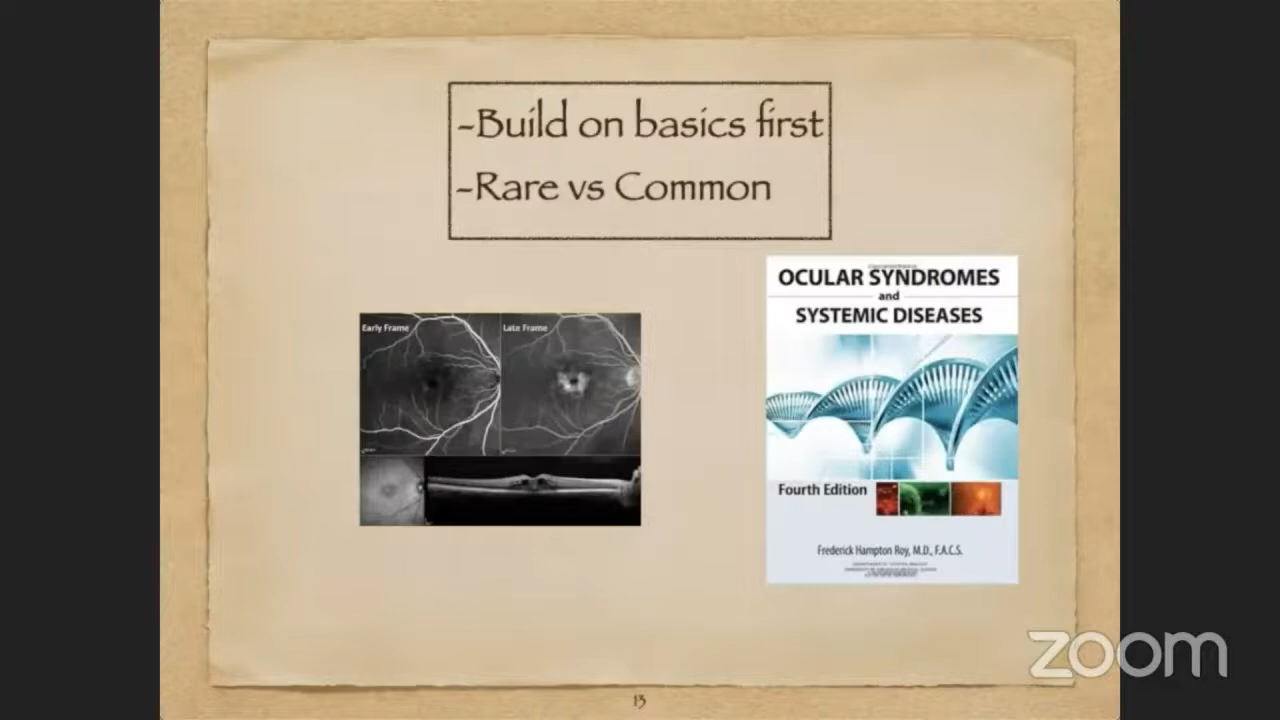 -Build on basics first
-Rare vs Common
Early Frame
Late Frame
OCULAR SYNDROMES
and
SYSTEMIC DISEASES
Fourth Edition
Frederick Hampton Roy, M.D., F.A.C.S.
zoom
13